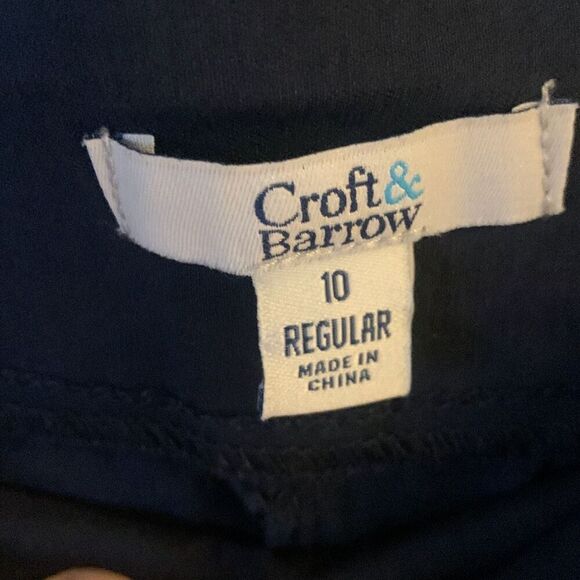 Croft&
Barrow
10
REGULAR
MADE IN
CHINA